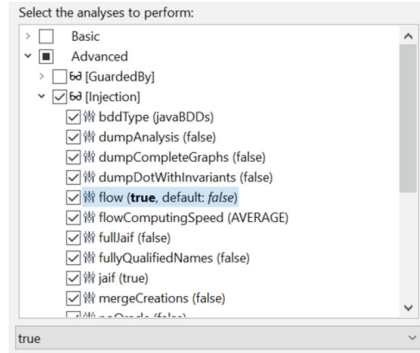 Select the analyses to perform:
Basic
Advanced
[GuardedBy]
[Injection]
bddType (javaBDDs)
dumpAnalysis (false)
dumpCompleteGraphs (false)
dumpDotWithInvariants (false)
flow (true, default: false)
flowComputingSpeed (AVERAGE)
fullJaif (false)
fullyQualifiedNames (false)
jaif (true)
mergeCreations (false)
true